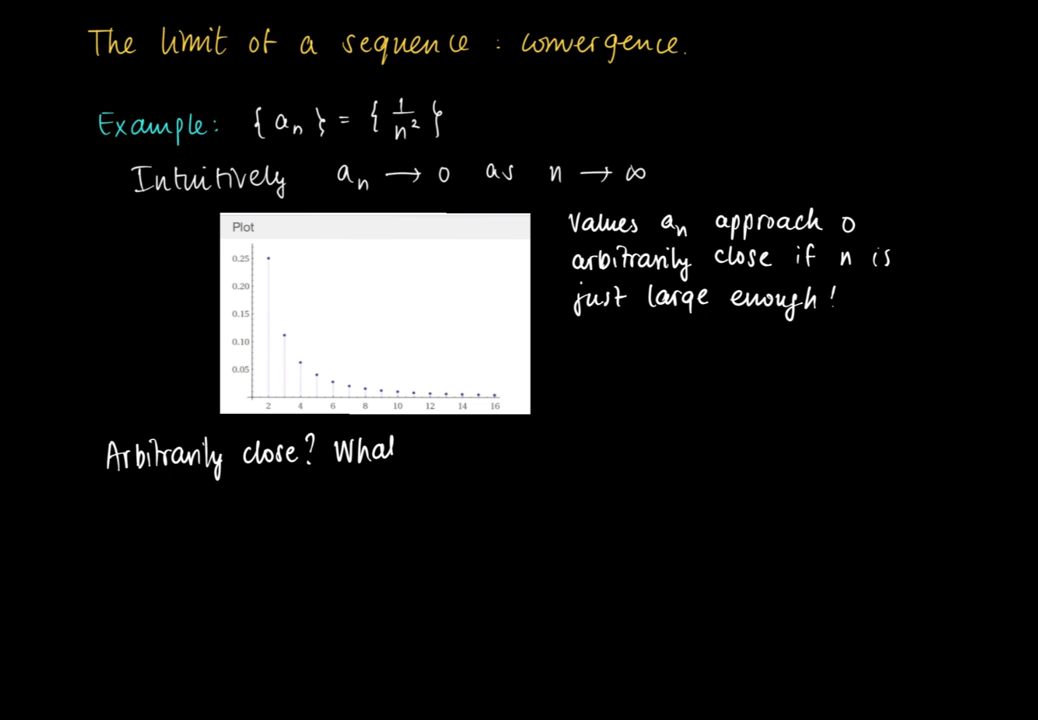 The limit of a sequence : convergence.
Example: { aₙ } = { 1/n² }
Intuitively aₙ → 0 as n → ∞
Plot
0.25
0.20
0.15
0.10
0.05
2 4 6 8 10 12 14 16
Values aₙ approach 0
arbitrarily close if n is
just large enough!
Arbitrarily close? What